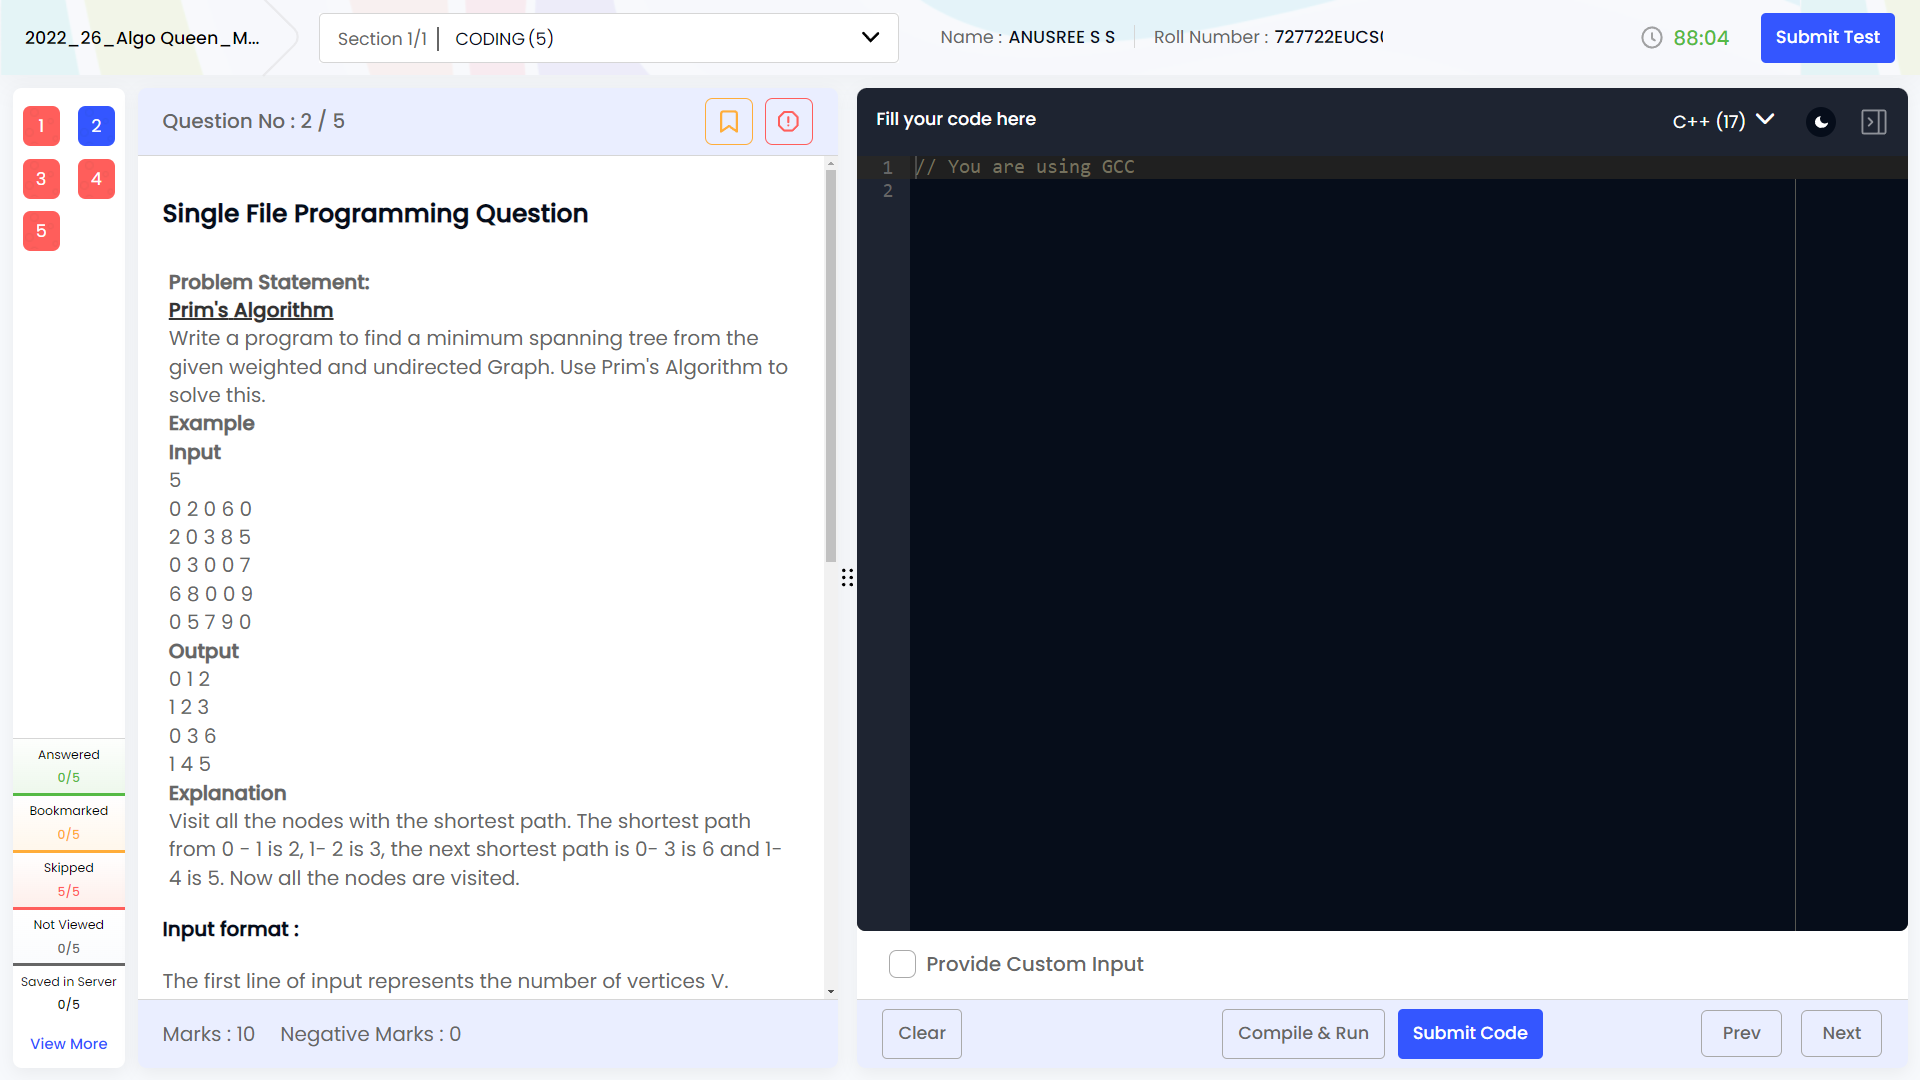 2022_26_Algo Queen_M...
Section 1/1 | CODING (5)
Name : ANUSREE S S
Roll Number : 727722EUCS
88:04
Submit Test
1 2
3 4
5
Answered
0/5
Bookmarked
0/5
Skipped
5/5
Not Viewed
0/5
Saved in Server
0/5
View More
Question No : 2 / 5
Single File Programming Question
Problem Statement:
Prim's Algorithm
Write a program to find a minimum spanning tree from the
given weighted and undirected Graph. Use Prim's Algorithm to
solve this.
Example
Input
5
0 2 0 6 0
2 0 3 8 5
0 3 0 0 7
6 8 0 0 9
0 5 7 9 0
Output
0 1 2
1 2 3
0 3 6
1 4 5
Explanation
Visit all the nodes with the shortest path. The shortest path
from 0 - 1 is 2, 1- 2 is 3, the next shortest path is 0- 3 is 6 and 1-
4 is 5. Now all the nodes are visited.
Input format :
The first line of input represents the number of vertices V.
Marks : 10 Negative Marks : 0
Fill your code here
C++ (17)
1 // You are using GCC
2
Provide Custom Input
Clear
Compile & Run
Submit Code
Prev
Next